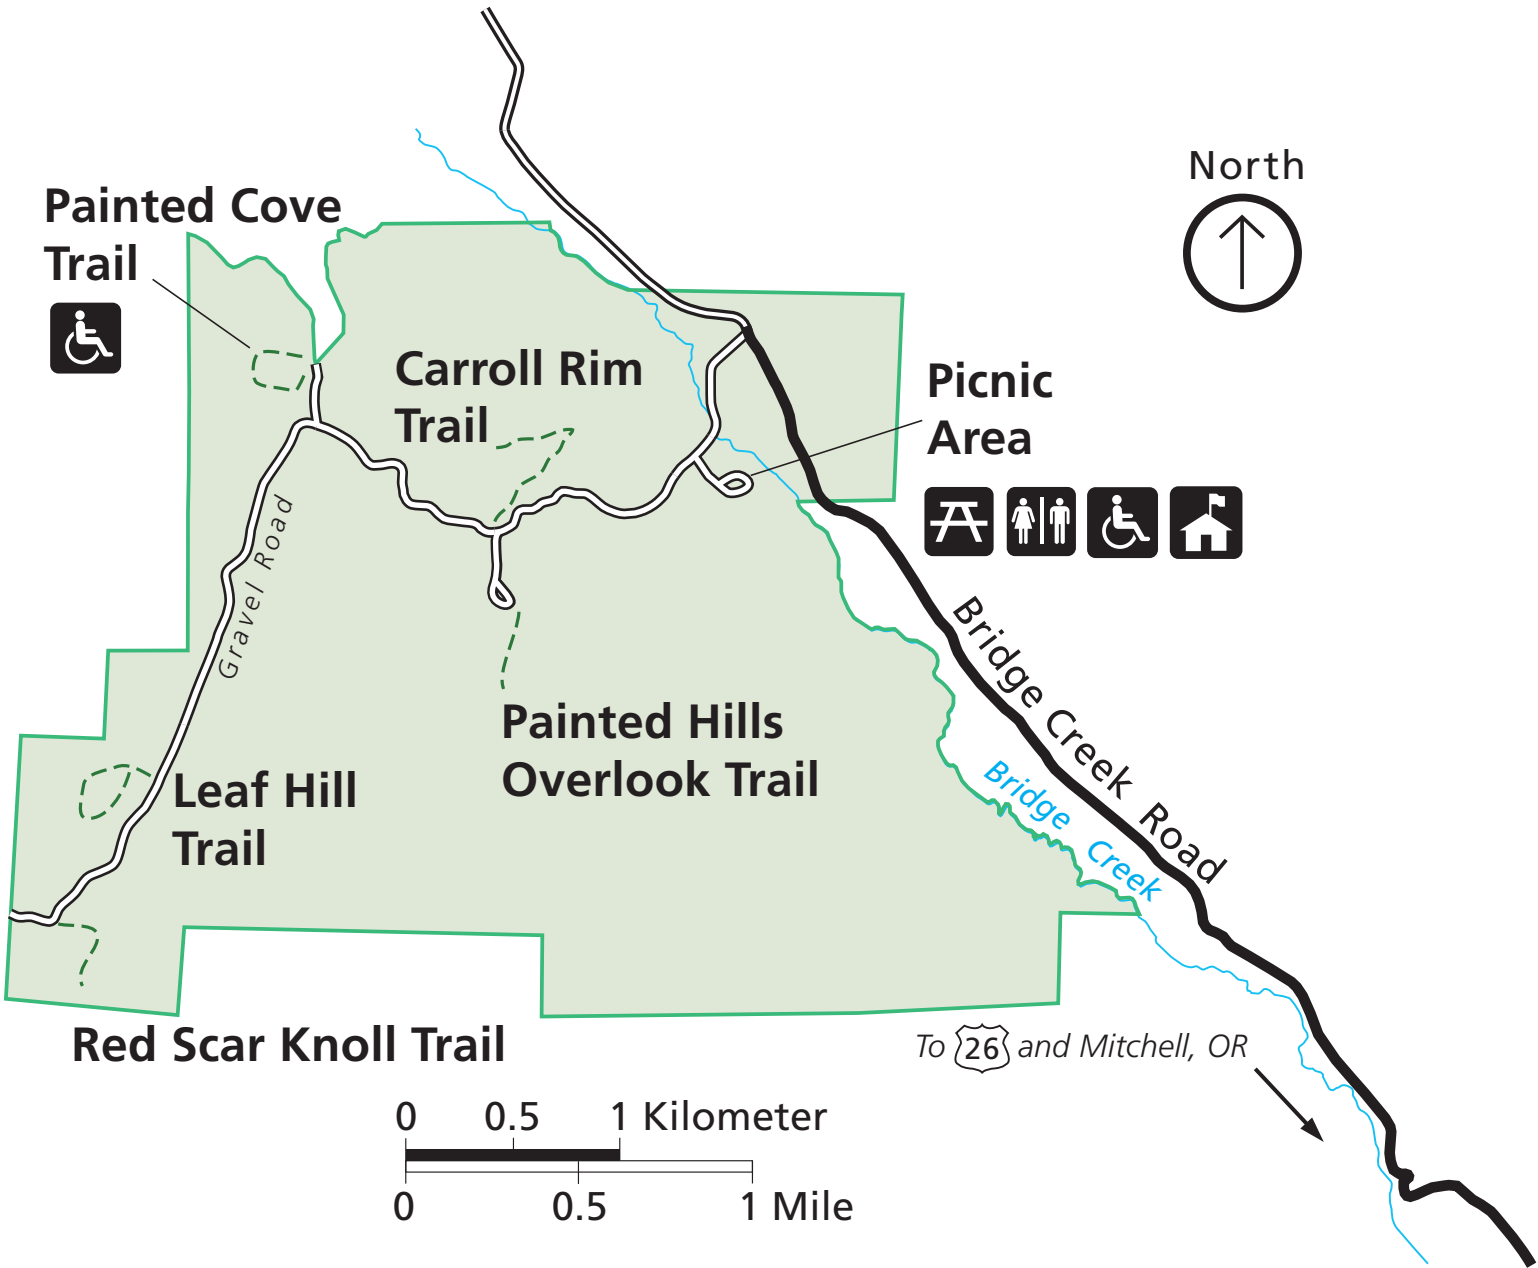 North
Painted Cove
Trail
Carroll Rim
Trail
Picnic
Area
Gravel Road
Bridge Creek Road
Painted Hills
Overlook Trail
Bridge Creek
Leaf Hill
Trail
Red Scar Knoll Trail
To 26 and Mitchell, OR
0 0.5 1 Kilometer
0 0.5 1 Mile